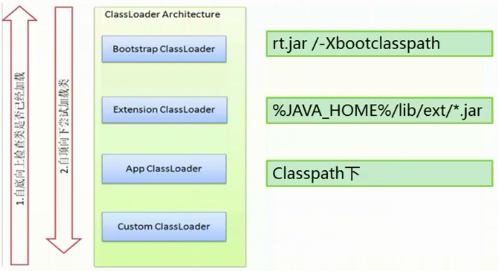 1.自底向上检查类是否已经加载
2.自顶向下尝试加载类
ClassLoader Architecture
Bootstrap ClassLoader
rt.jar /-Xbootclasspath
Extension ClassLoader
%JAVA_HOME%/lib/ext/*.jar
App ClassLoader
Classpath下
Custom ClassLoader